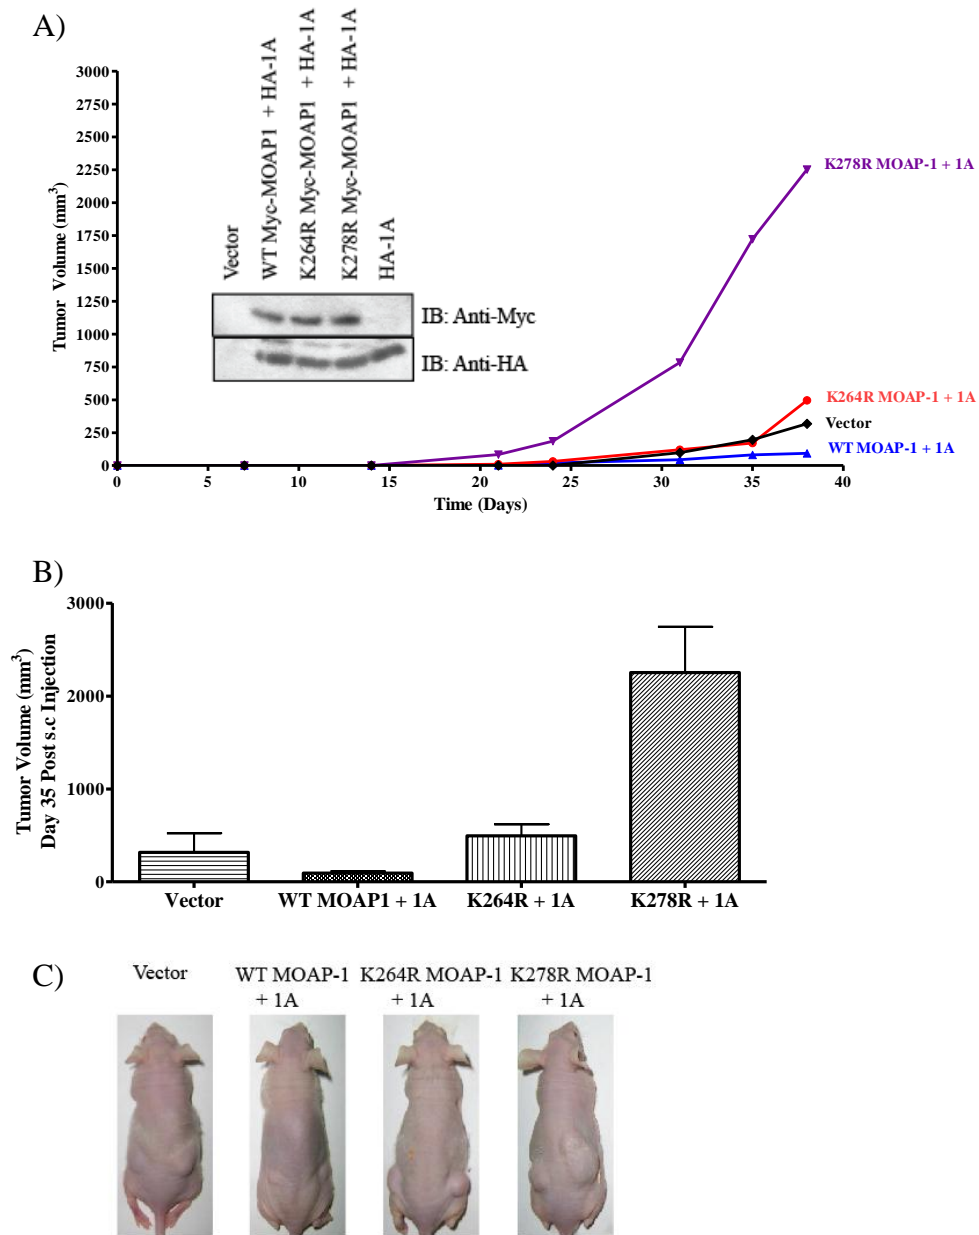 A)
Tumor Volume (mm³)
3000
2750
2500
2250
2000
1750
1500
1250
1000
750
500
250
0
0
5
10
15
20
25
30
35
40
Time (Days)
Vector
WT Myc-MOAP1 + HA-1A
K264R Myc-MOAP1 + HA-1A
K278R Myc-MOAP1 + HA-1A
HA-1A
IB: Anti-Myc
IB: Anti-HA
K278R MOAP-1 + 1A
K264R MOAP-1 + 1A
Vector
WT MOAP-1 + 1A
B)
Tumor Volume (mm³)
Day 35 Post s.c Injection
3000
2000
1000
0
Vector
WT MOAP1 + 1A
K264R + 1A
K278R + 1A
C)
Vector
WT MOAP-1
+ 1A
K264R MOAP-1
+ 1A
K278R MOAP-1
+ 1A